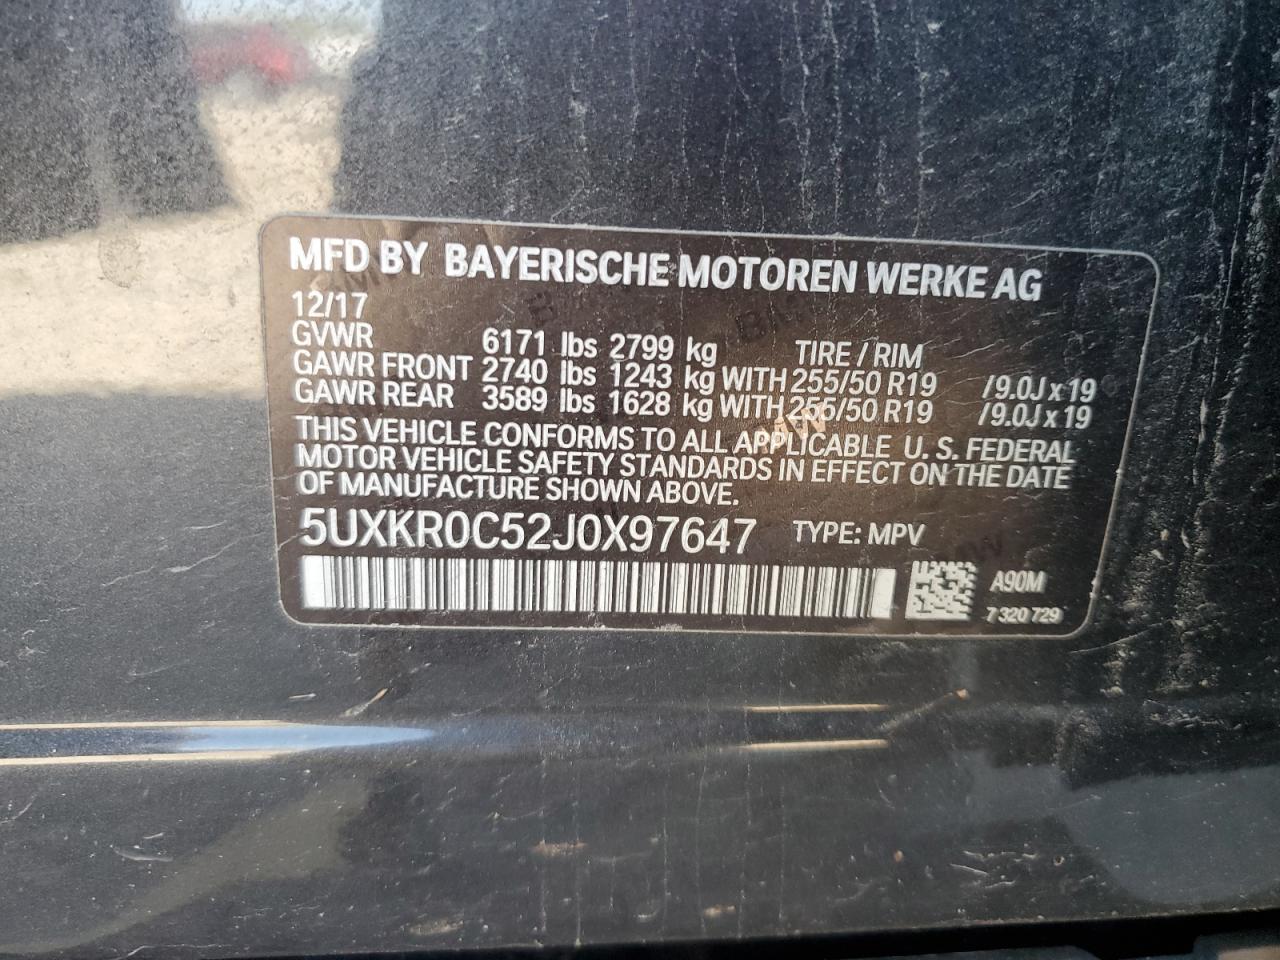 MFD BY BAYERISCHE MOTOREN WERKE AG
12/17
GVWR 6171 lbs 2799 kg TIRE / RIM
GAWR FRONT 2740 lbs 1243 kg WITH 255/50 R19 /9.0J x 19
GAWR REAR 3589 lbs 1628 kg WITH 255/50 R19 /9.0J x 19
THIS VEHICLE CONFORMS TO ALL APPLICABLE U. S. FEDERAL
MOTOR VEHICLE SAFETY STANDARDS IN EFFECT ON THE DATE
OF MANUFACTURE SHOWN ABOVE.
5UXKR0C52J0X97647 TYPE: MPV
A90M
7 320 729